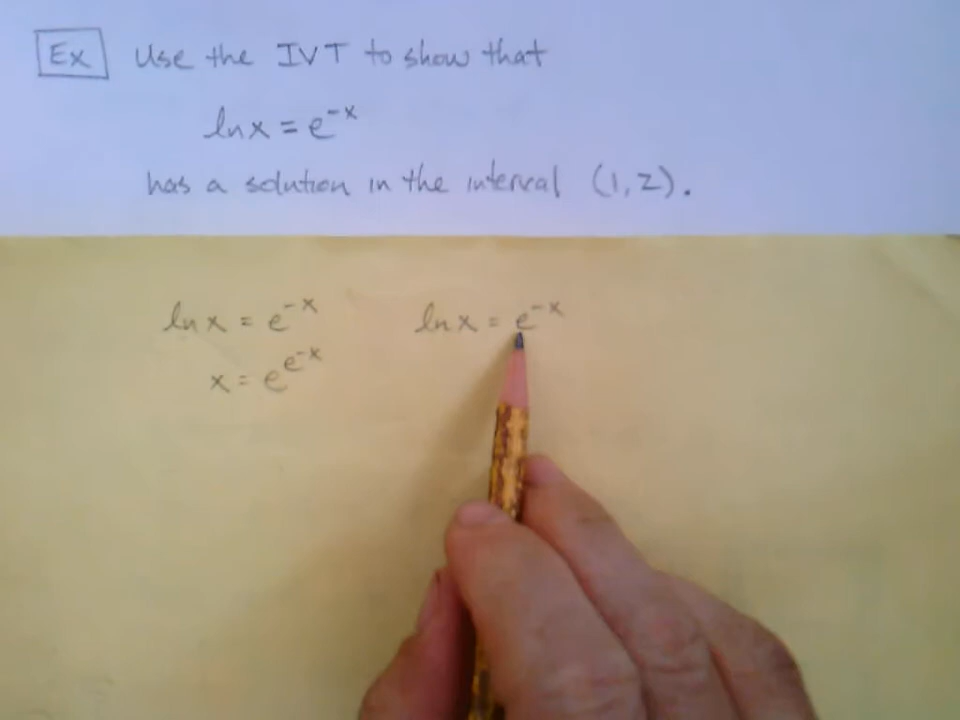 Ex Use the IVT to show that
ln x = e^{-x}
has a solution in the interval (1,2).
ln x = e^{-x} ln x = e^{-x}
x = e^{e^{-x}}